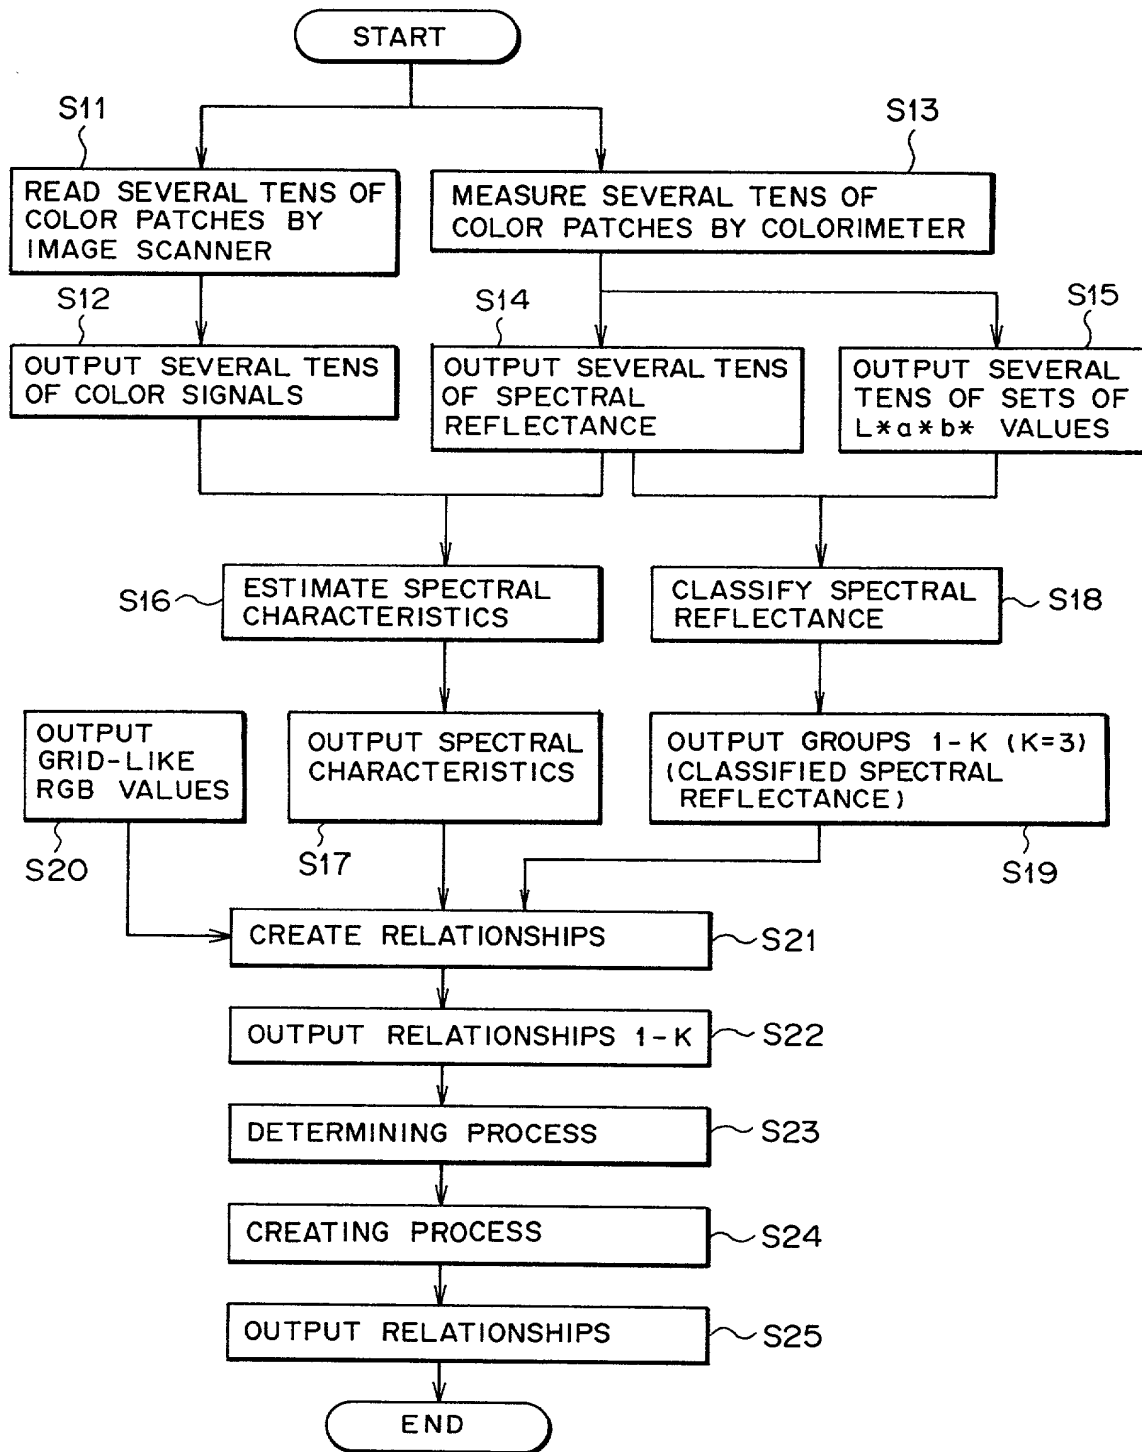 START
S11
S13
READ SEVERAL TENS OF
COLOR PATCHES BY
IMAGE SCANNER
MEASURE SEVERAL TENS OF
COLOR PATCHES BY COLORIMETER
S12
S14
S15
OUTPUT SEVERAL TENS
OF COLOR SIGNALS
OUTPUT SEVERAL TENS
OF SPECTRAL
REFLECTANCE
OUTPUT SEVERAL
TENS OF SETS OF
L*a*b* VALUES
S16
ESTIMATE SPECTRAL
CHARACTERISTICS
CLASSIFY SPECTRAL
REFLECTANCE
S18
OUTPUT
GRID-LIKE
RGB VALUES
OUTPUT SPECTRAL
CHARACTERISTICS
OUTPUT GROUPS 1-K (K=3)
(CLASSIFIED SPECTRAL
REFLECTANCE)
S20
S17
S19
CREATE RELATIONSHIPS
S21
OUTPUT RELATIONSHIPS 1-K
S22
DETERMINING PROCESS
S23
CREATING PROCESS
S24
OUTPUT RELATIONSHIPS
S25
END